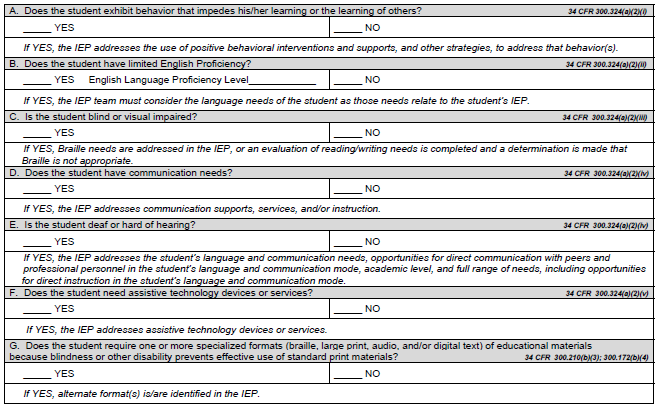 A. Does the student exhibit behavior that impedes his/her learning or the learning of others? 34 CFR 300.324(a)(2)(i)
_____ YES _____ NO
If YES, the IEP addresses the use of positive behavioral interventions and supports, and other strategies, to address that behavior(s).
B. Does the student have limited English Proficiency? 34 CFR 300.324(a)(2)(ii)
_____ YES English Language Proficiency Level____________ _____ NO
If YES, the IEP team must consider the language needs of the student as those needs relate to the student's IEP.
C. Is the student blind or visual impaired? 34 CFR 300.324(a)(2)(iii)
_____ YES _____ NO
If YES, Braille needs are addressed in the IEP, or an evaluation of reading/writing needs is completed and a determination is made that
Braille is not appropriate.
D. Does the student have communication needs? 34 CFR 300.324(a)(2)(iv)
_____ YES _____ NO
If YES, the IEP addresses communication supports, services, and/or instruction.
E. Is the student deaf or hard of hearing? 34 CFR 300.324(a)(2)(iv)
_____ YES _____ NO
If YES, the IEP addresses the student's language and communication needs, opportunities for direct communication with peers and
professional personnel in the student's language and communication mode, academic level, and full range of needs, including opportunities
for direct instruction in the student's language and communication mode.
F. Does the student need assistive technology devices or services? 34 CFR 300.324(a)(2)(v)
_____ YES _____ NO
If YES, the IEP addresses assistive technology devices or services.
G. Does the student require one or more specialized formats (braille, large print, audio, and/or digital text) of educational materials
because blindness or other disability prevents effective use of standard print materials? 34 CFR 300.210(b)(3); 300.172(b)(4)
_____ YES _____ NO
If YES, alternate format(s) is/are identified in the IEP.